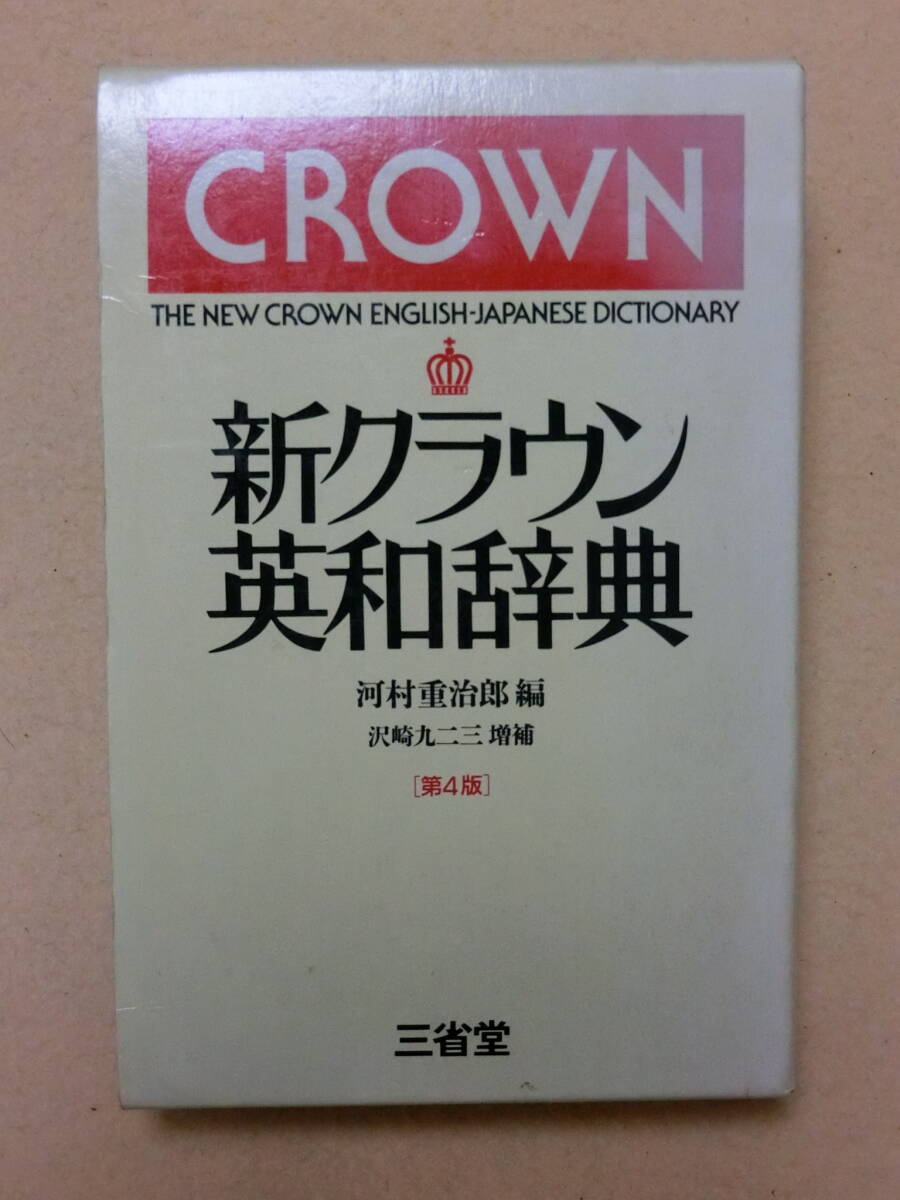 CROWN
THE NEW CROWN ENGLISH-JAPANESE DICTIONARY
新クラウン
英和辞典
河村重治郎 編
沢崎九二三 増補
[第4版]
三省堂